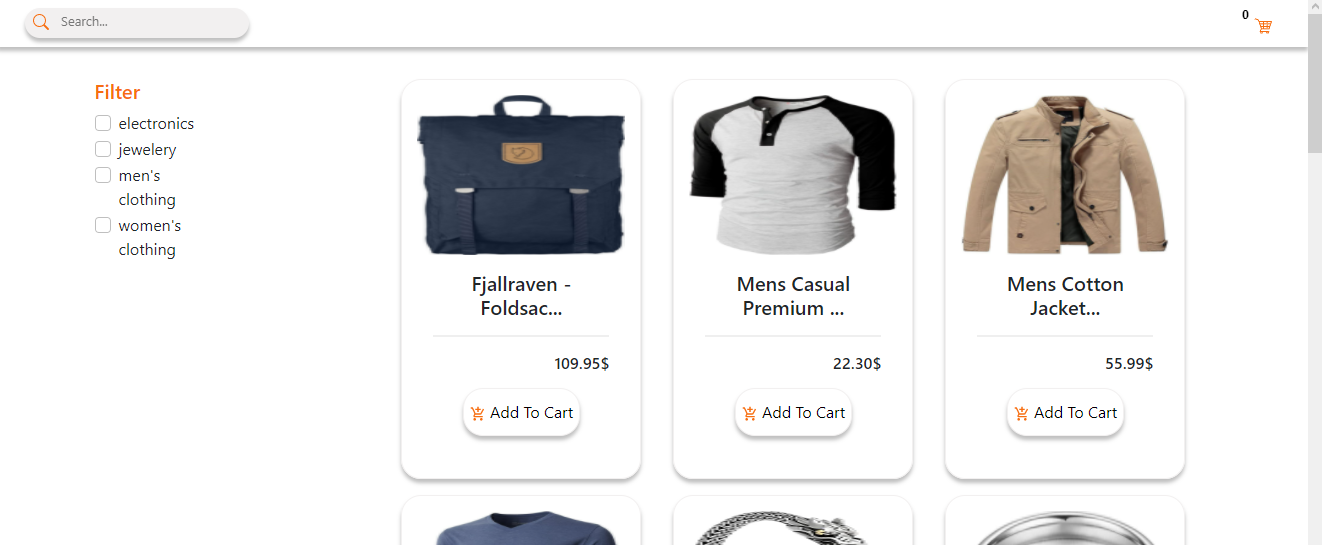 Search...
0
Filter
electronics
jewelery
men's
clothing
women's
clothing
Fjallraven -
Foldsac...
109.95$
Add To Cart
Mens Casual
Premium ...
22.30$
Add To Cart
Mens Cotton
Jacket...
55.99$
Add To Cart